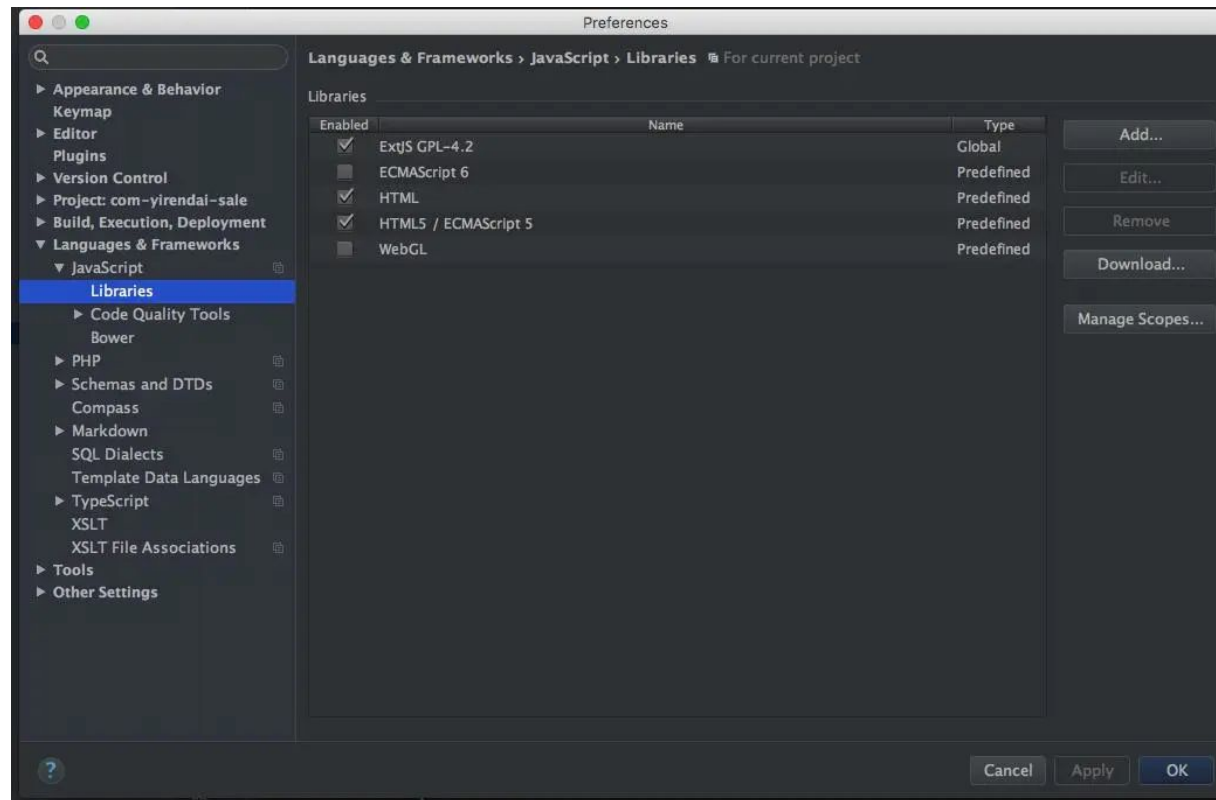 Preferences
Languages & Frameworks › JavaScript › Libraries For current project
Appearance & Behavior
Keymap
Editor
Plugins
Version Control
Project: com-yirendai-sale
Build, Execution, Deployment
Languages & Frameworks
JavaScript
Libraries
Code Quality Tools
Bower
PHP
Schemas and DTDs
Compass
Markdown
SQL Dialects
Template Data Languages
TypeScript
XSLT
XSLT File Associations
Tools
Other Settings
Libraries
Enabled Name Type
ExtJS GPL-4.2 Global
ECMAScript 6 Predefined
HTML Predefined
HTML5 / ECMAScript 5 Predefined
WebGL Predefined
Add...
Edit...
Remove
Download...
Manage Scopes...
?
Cancel Apply OK